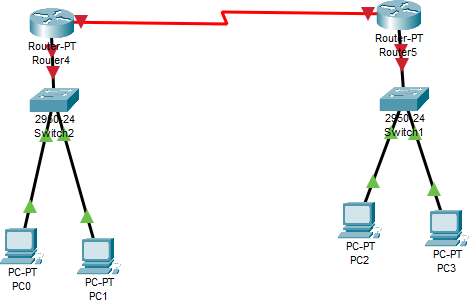 Router-PT
Router4
Router-PT
Router5
2950-24
Switch2
2950-24
Switch1
PC-PT
PC0
PC-PT
PC1
PC-PT
PC2
PC-PT
PC3